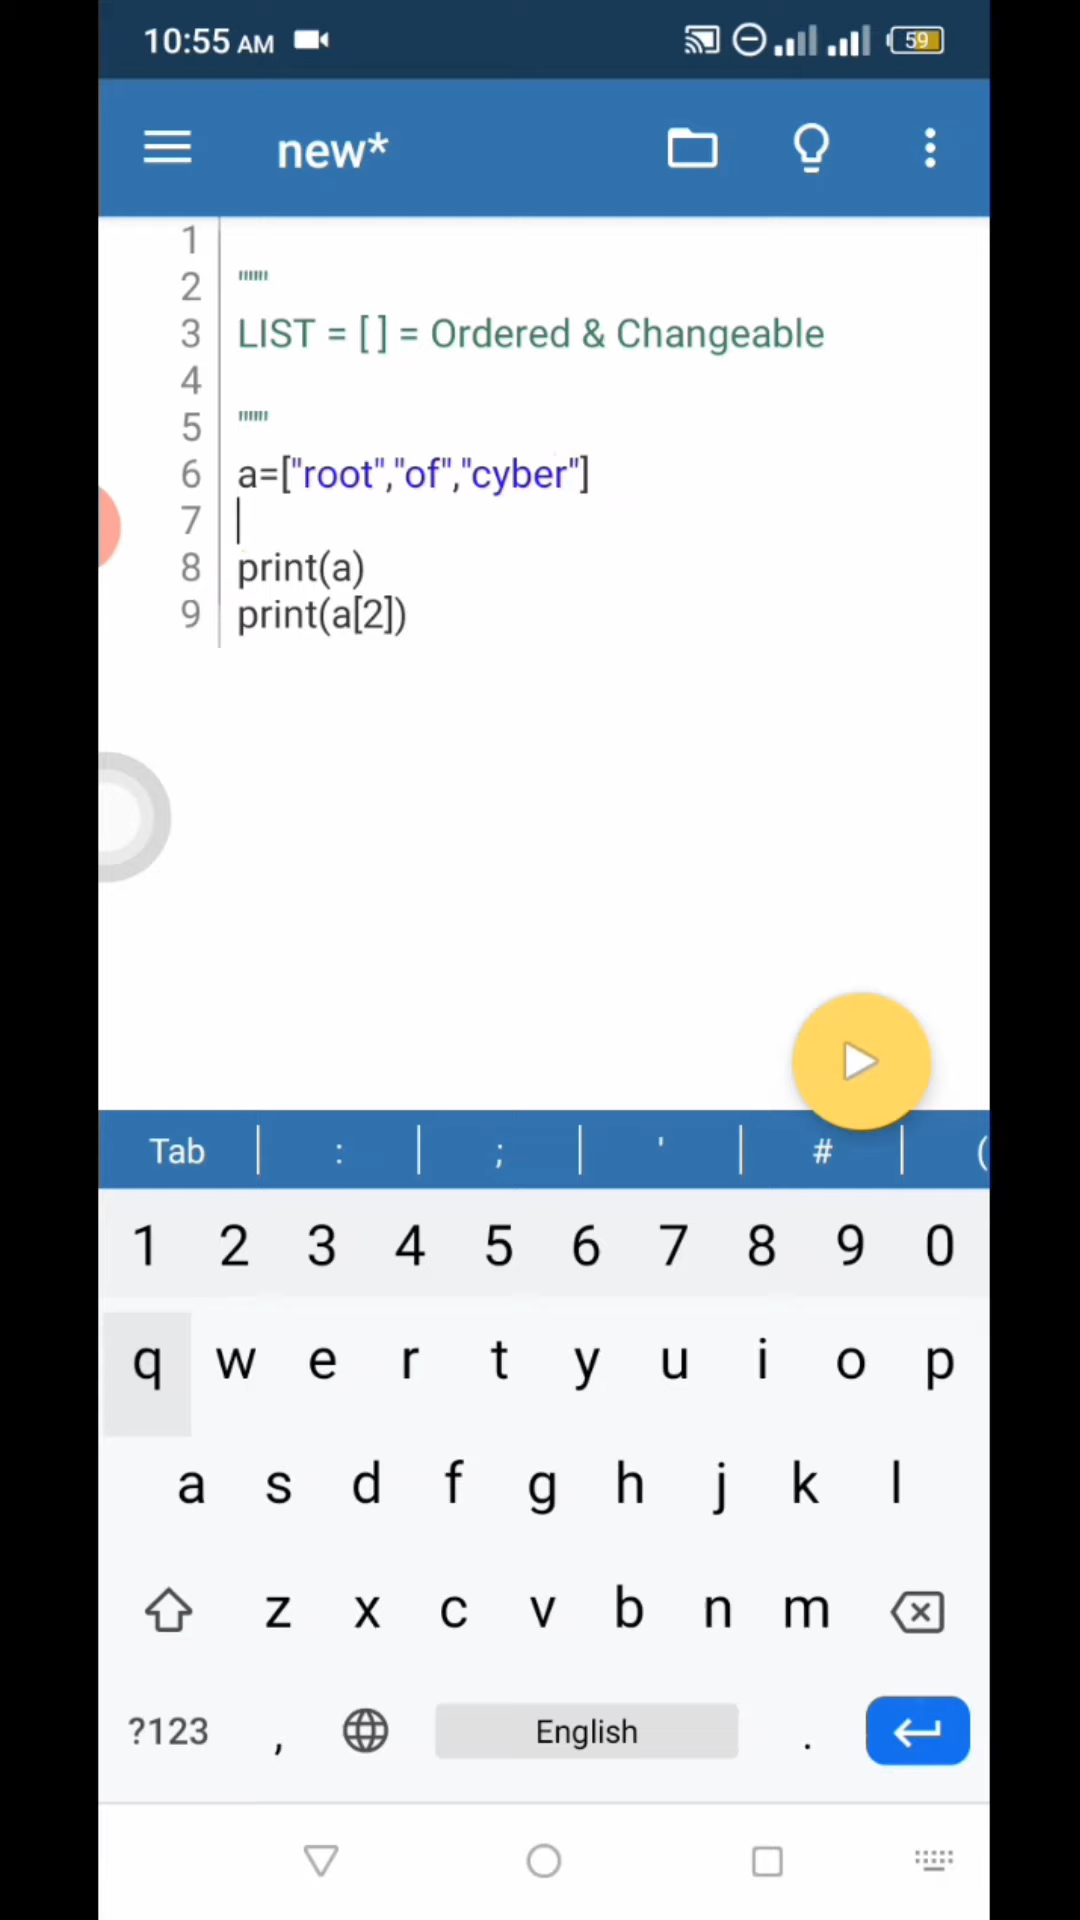 10:55 AM 59
new*
1
2 """
3 LIST = [ ] = Ordered & Changeable
4
5 """
6 a=["root","of","cyber"]
7
8 print(a)
9 print(a[2])
Tab : ; ' # (
1 2 3 4 5 6 7 8 9 0
q w e r t y u i o p
a s d f g h j k l
z x c v b n m
?123 , English .